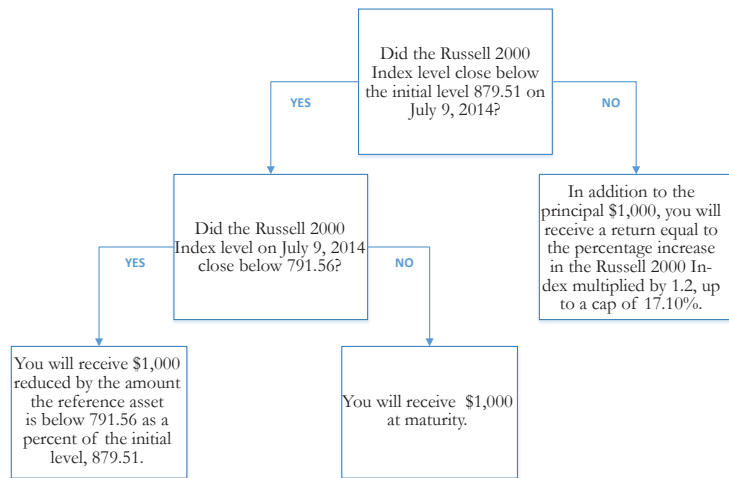 Did the Russell 2000
Index level close below
the initial level 879.51 on
July 9, 2014?
YES
NO
Did the Russell 2000
Index level on July 9, 2014
close below 791.56?
In addition to the
principal $1,000, you will
receive a return equal to
the percentage increase
in the Russell 2000 In-
dex multiplied by 1.2, up
to a cap of 17.10%.
YES
NO
You will receive $1,000
reduced by the amount
the reference asset
is below 791.56 as a
percent of the initial
level, 879.51.
You will receive $1,000
at maturity.